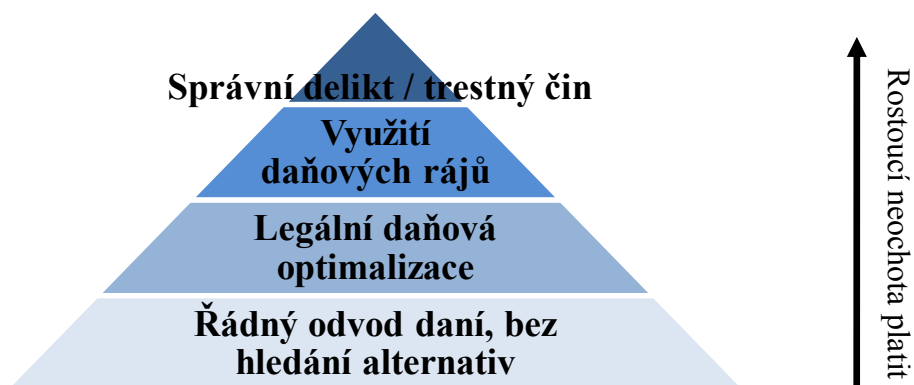 Správní delikt / trestný čin
Využití
daňových rájů
Legální daňová
optimalizace
Řádný odvod daní, bez
hledání alternativ
Rostoucí neochota platit